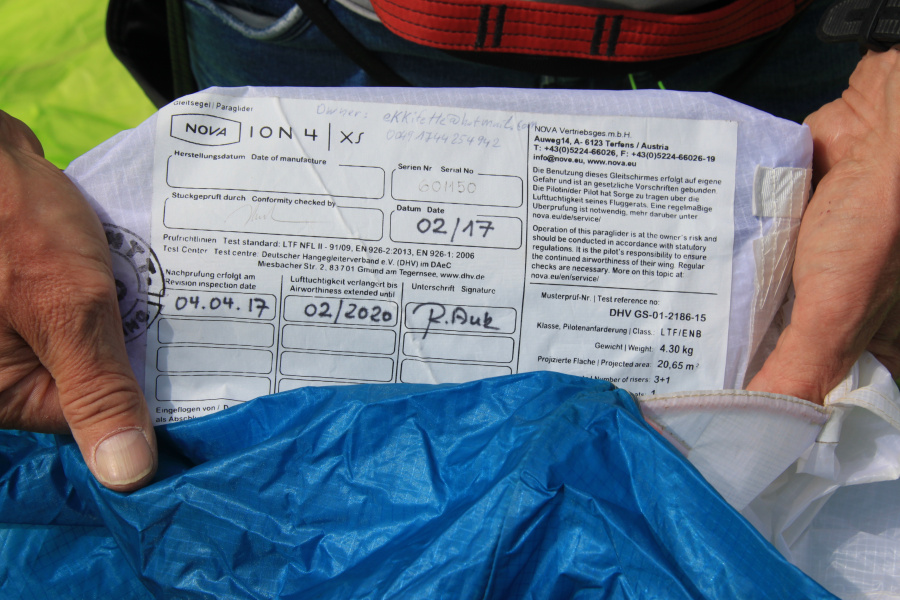 Gleitsegel | Paraglider
Owner:
NOVA ION 4 | XS
Herstellungsdatum Date of manufacture
Serien Nr Serial No
Stückgeprüft durch Conformity checked by
Datum Date
02/17
Prüfrichtlinien Test standard: LTF NFL II - 91/09, EN 926-2:2013, EN 926-1: 2006
Test Center Test centre: Deutscher Hängegleiterverband e.V. (DHV) im DAeC
Miesbacher Str. 2, 83701 Gmund am Tegernsee, www.dhv.de
Nachprüfung erfolgt am
Revision inspection date
04.04.17
Lufttüchtigkeit verlängert bis
Airworthiness extended until
02/2020
Unterschrift Signature
Eingeflogen von /
als Abschl
NOVA Vertriebsges.m.b.H.
Auweg14, A- 6123 Terfens / Austria
T: +43(0)5224-66026, F: +43(0)5224-66026-19
info@nove.eu, www.nova.eu
Die Benutzung dieses Gleitschirmes erfolgt auf eigene
Gefahr und ist an gesetzliche Vorschriften gebunden.
Die Pilotinider Pilot hat Sorge zu tragen über die
Lufttüchtigkeit seines Fluggeräts. Eine regelmäßige
Überprüfung ist notwendig, mehr darüber unter
nova.eu/de/service/
Operation of this paraglider is at the owner's risk and
should be conducted in accordance with statutory
regulations. It is the pilot's responsibility to ensure
the continued airworthiness of their wing. Regular
checks are necessary. More on this topic at
nova.eu/en/service/
Musterprüf-Nr. | Test reference no:
DHV GS-01-2186-15
Klasse, Pilotenanforderung | Class. LTF/ENB
Gewicht | Weight: 4.30 kg
Projizierte Fläche | Projected area: 20,65 m²
| Number of risers: 3+1
1